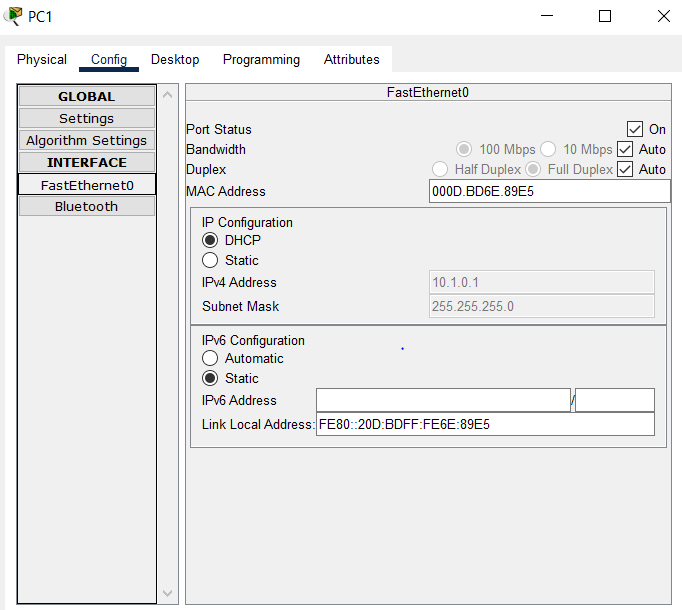 PC1
Physical Config Desktop Programming Attributes
GLOBAL
Settings
Algorithm Settings
INTERFACE
FastEthernet0
Bluetooth
FastEthernet0
Port Status On
Bandwidth 100 Mbps 10 Mbps Auto
Duplex Half Duplex Full Duplex Auto
MAC Address 000D.BD6E.89E5
IP Configuration
DHCP
Static
IPv4 Address 10.1.0.1
Subnet Mask 255.255.255.0
IPv6 Configuration
Automatic
Static
IPv6 Address /
Link Local Address: FE80::20D:BDFF:FE6E:89E5